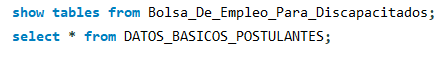 show tables from Bolsa_De_Empleo_Para_Discapacitados;
select * from DATOS_BASICOS_POSTULANTES;